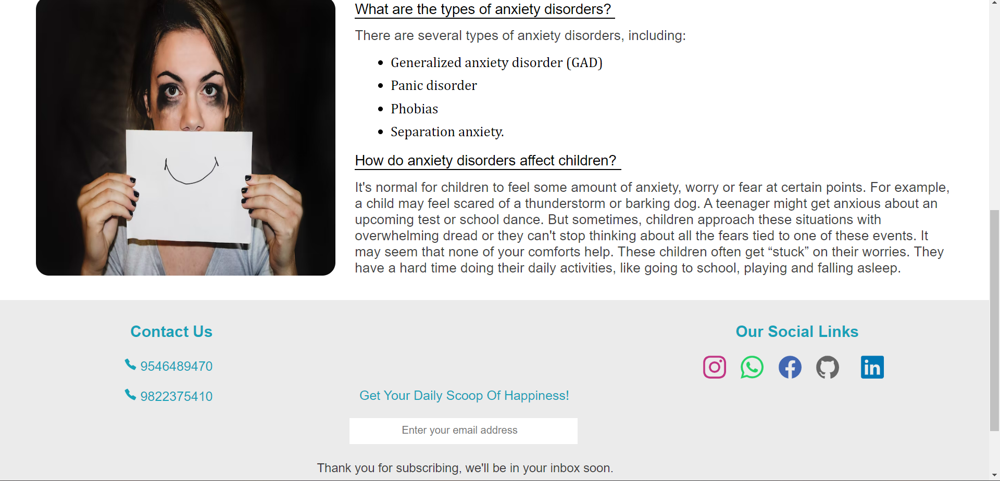 What are the types of anxiety disorders?
There are several types of anxiety disorders, including:
Generalized anxiety disorder (GAD)
Panic disorder
Phobias
Separation anxiety.
How do anxiety disorders affect children?
It's normal for children to feel some amount of anxiety, worry or fear at certain points. For example,
a child may feel scared of a thunderstorm or barking dog. A teenager might get anxious about an
upcoming test or school dance. But sometimes, children approach these situations with
overwhelming dread or they can't stop thinking about all the fears tied to one of these events. It
may seem that none of your comforts help. These children often get “stuck” on their worries. They
have a hard time doing their daily activities, like going to school, playing and falling asleep.
Contact Us
9546489470
9822375410
Get Your Daily Scoop Of Happiness!
Enter your email address
Thank you for subscribing, we'll be in your inbox soon.
Our Social Links
in